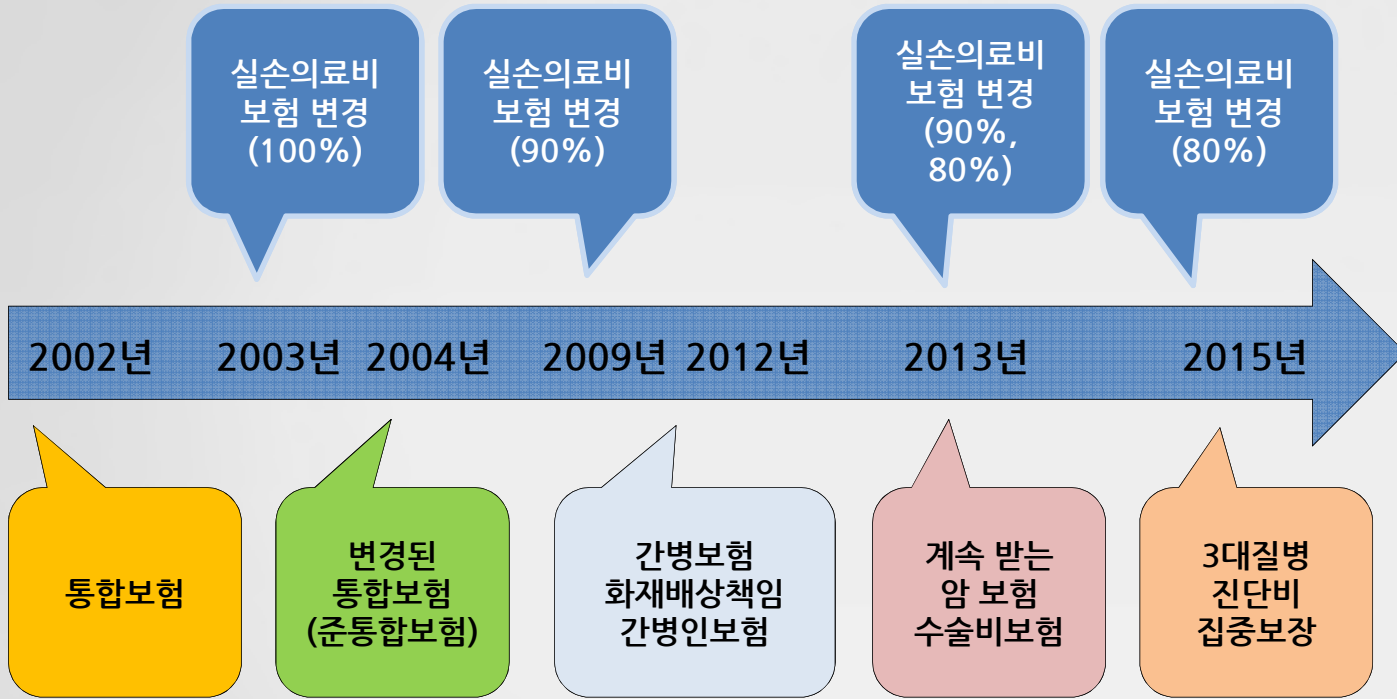 실손의료비
보험 변경
(100%)
실손의료비
보험 변경
(90%)
실손의료비
보험 변경
(90%,
80%)
실손의료비
보험 변경
(80%)
2002년 2003년 2004년 2009년 2012년 2013년 2015년
통합보험
변경된
통합보험
(준통합보험)
간병보험
화재배상책임
간병인보험
계속 받는
암 보험
수술비보험
3대질병
진단비
집중보장